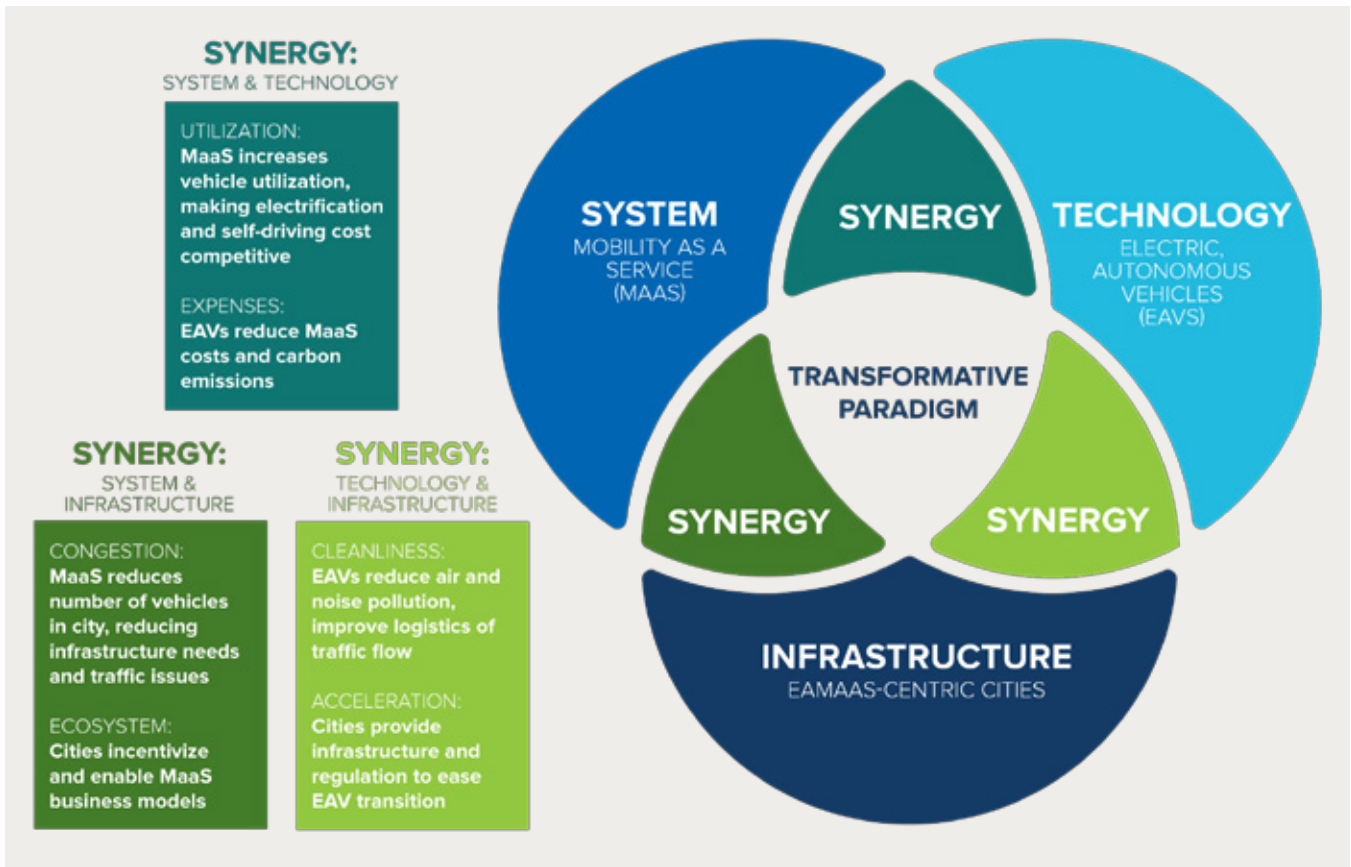 SYNERGY:
SYSTEM & TECHNOLOGY
UTILIZATION:
MaaS increases
vehicle utilization,
making electrification
and self-driving cost
competitive
EXPENSES:
EAVs reduce MaaS
costs and carbon
emissions
SYNERGY:
SYSTEM &
INFRASTRUCTURE
CONGESTION:
MaaS reduces
number of vehicles
in city, reducing
infrastructure needs
and traffic issues
ECOSYSTEM:
Cities incentivize
and enable MaaS
business models
SYNERGY:
TECHNOLOGY &
INFRASTRUCTURE
CLEANLINESS:
EAVs reduce air and
noise pollution,
improve logistics of
traffic flow
ACCELERATION:
Cities provide
infrastructure and
regulation to ease
EAV transition
SYSTEM
MOBILITY AS A
SERVICE
(MAAS)
SYNERGY
TECHNOLOGY
ELECTRIC,
AUTONOMOUS
VEHICLES
(EAVS)
TRANSFORMATIVE
PARADIGM
SYNERGY
SYNERGY
INFRASTRUCTURE
EAMAAS-CENTRIC CITIES